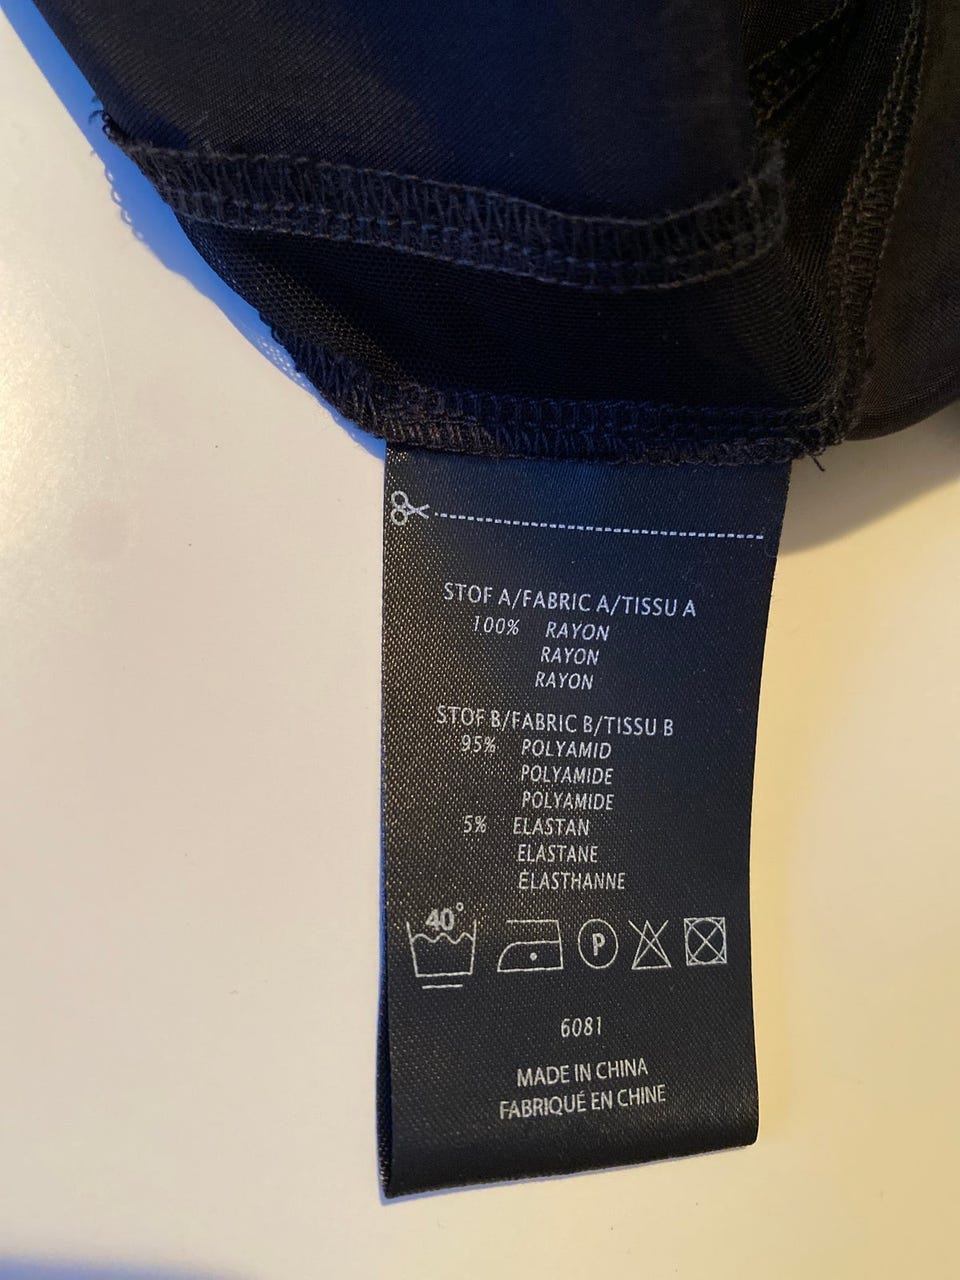 STOF A/FABRIC A/TISSU A
100% RAYON
RAYON
RAYON
STOF B/FABRIC B/TISSU B
95% POLYAMID
POLYAMIDE
POLYAMIDE
5% ELASTAN
ELASTANE
ÉLASTHANNE
40° P
6081
MADE IN CHINA
FABRIQUÉ EN CHINE